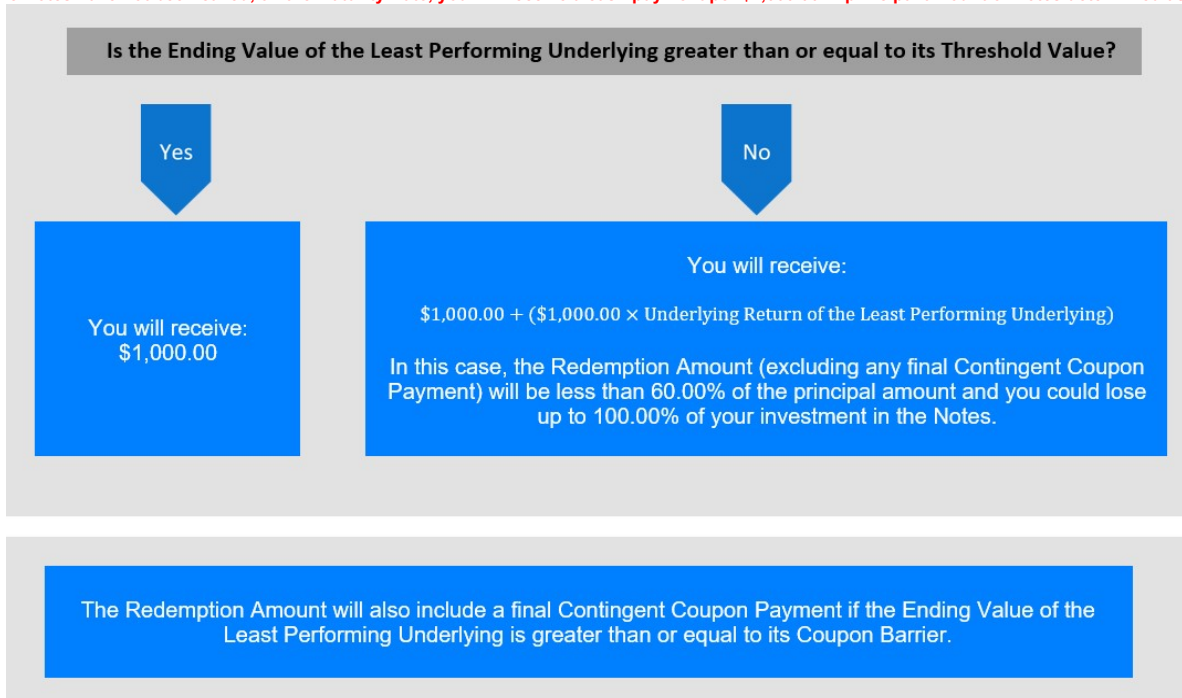 Is the Ending Value of the Least Performing Underlying greater than or equal to its Threshold Value?
Yes
No
You will receive:
$1,000.00
You will receive:
$1,000.00 + ($1,000.00 × Underlying Return of the Least Performing Underlying)
In this case, the Redemption Amount (excluding any final Contingent Coupon
Payment) will be less than 60.00% of the principal amount and you could lose
up to 100.00% of your investment in the Notes.
The Redemption Amount will also include a final Contingent Coupon Payment if the Ending Value of the
Least Performing Underlying is greater than or equal to its Coupon Barrier.